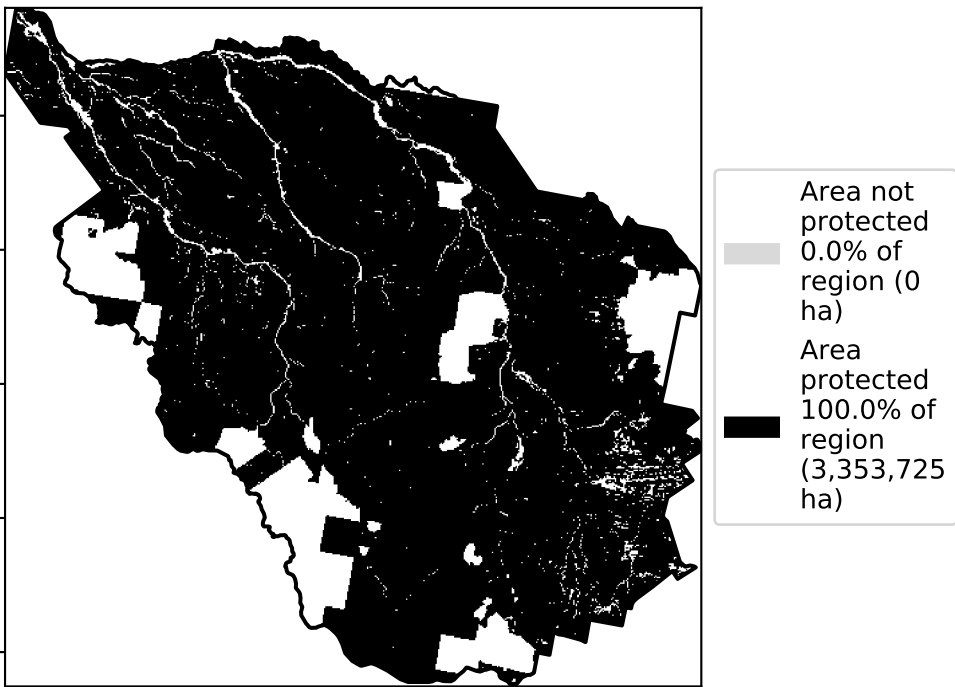 Area not
protected
0.0% of
region (0
ha)
Area
protected
100.0% of
region
(3,353,725
ha)